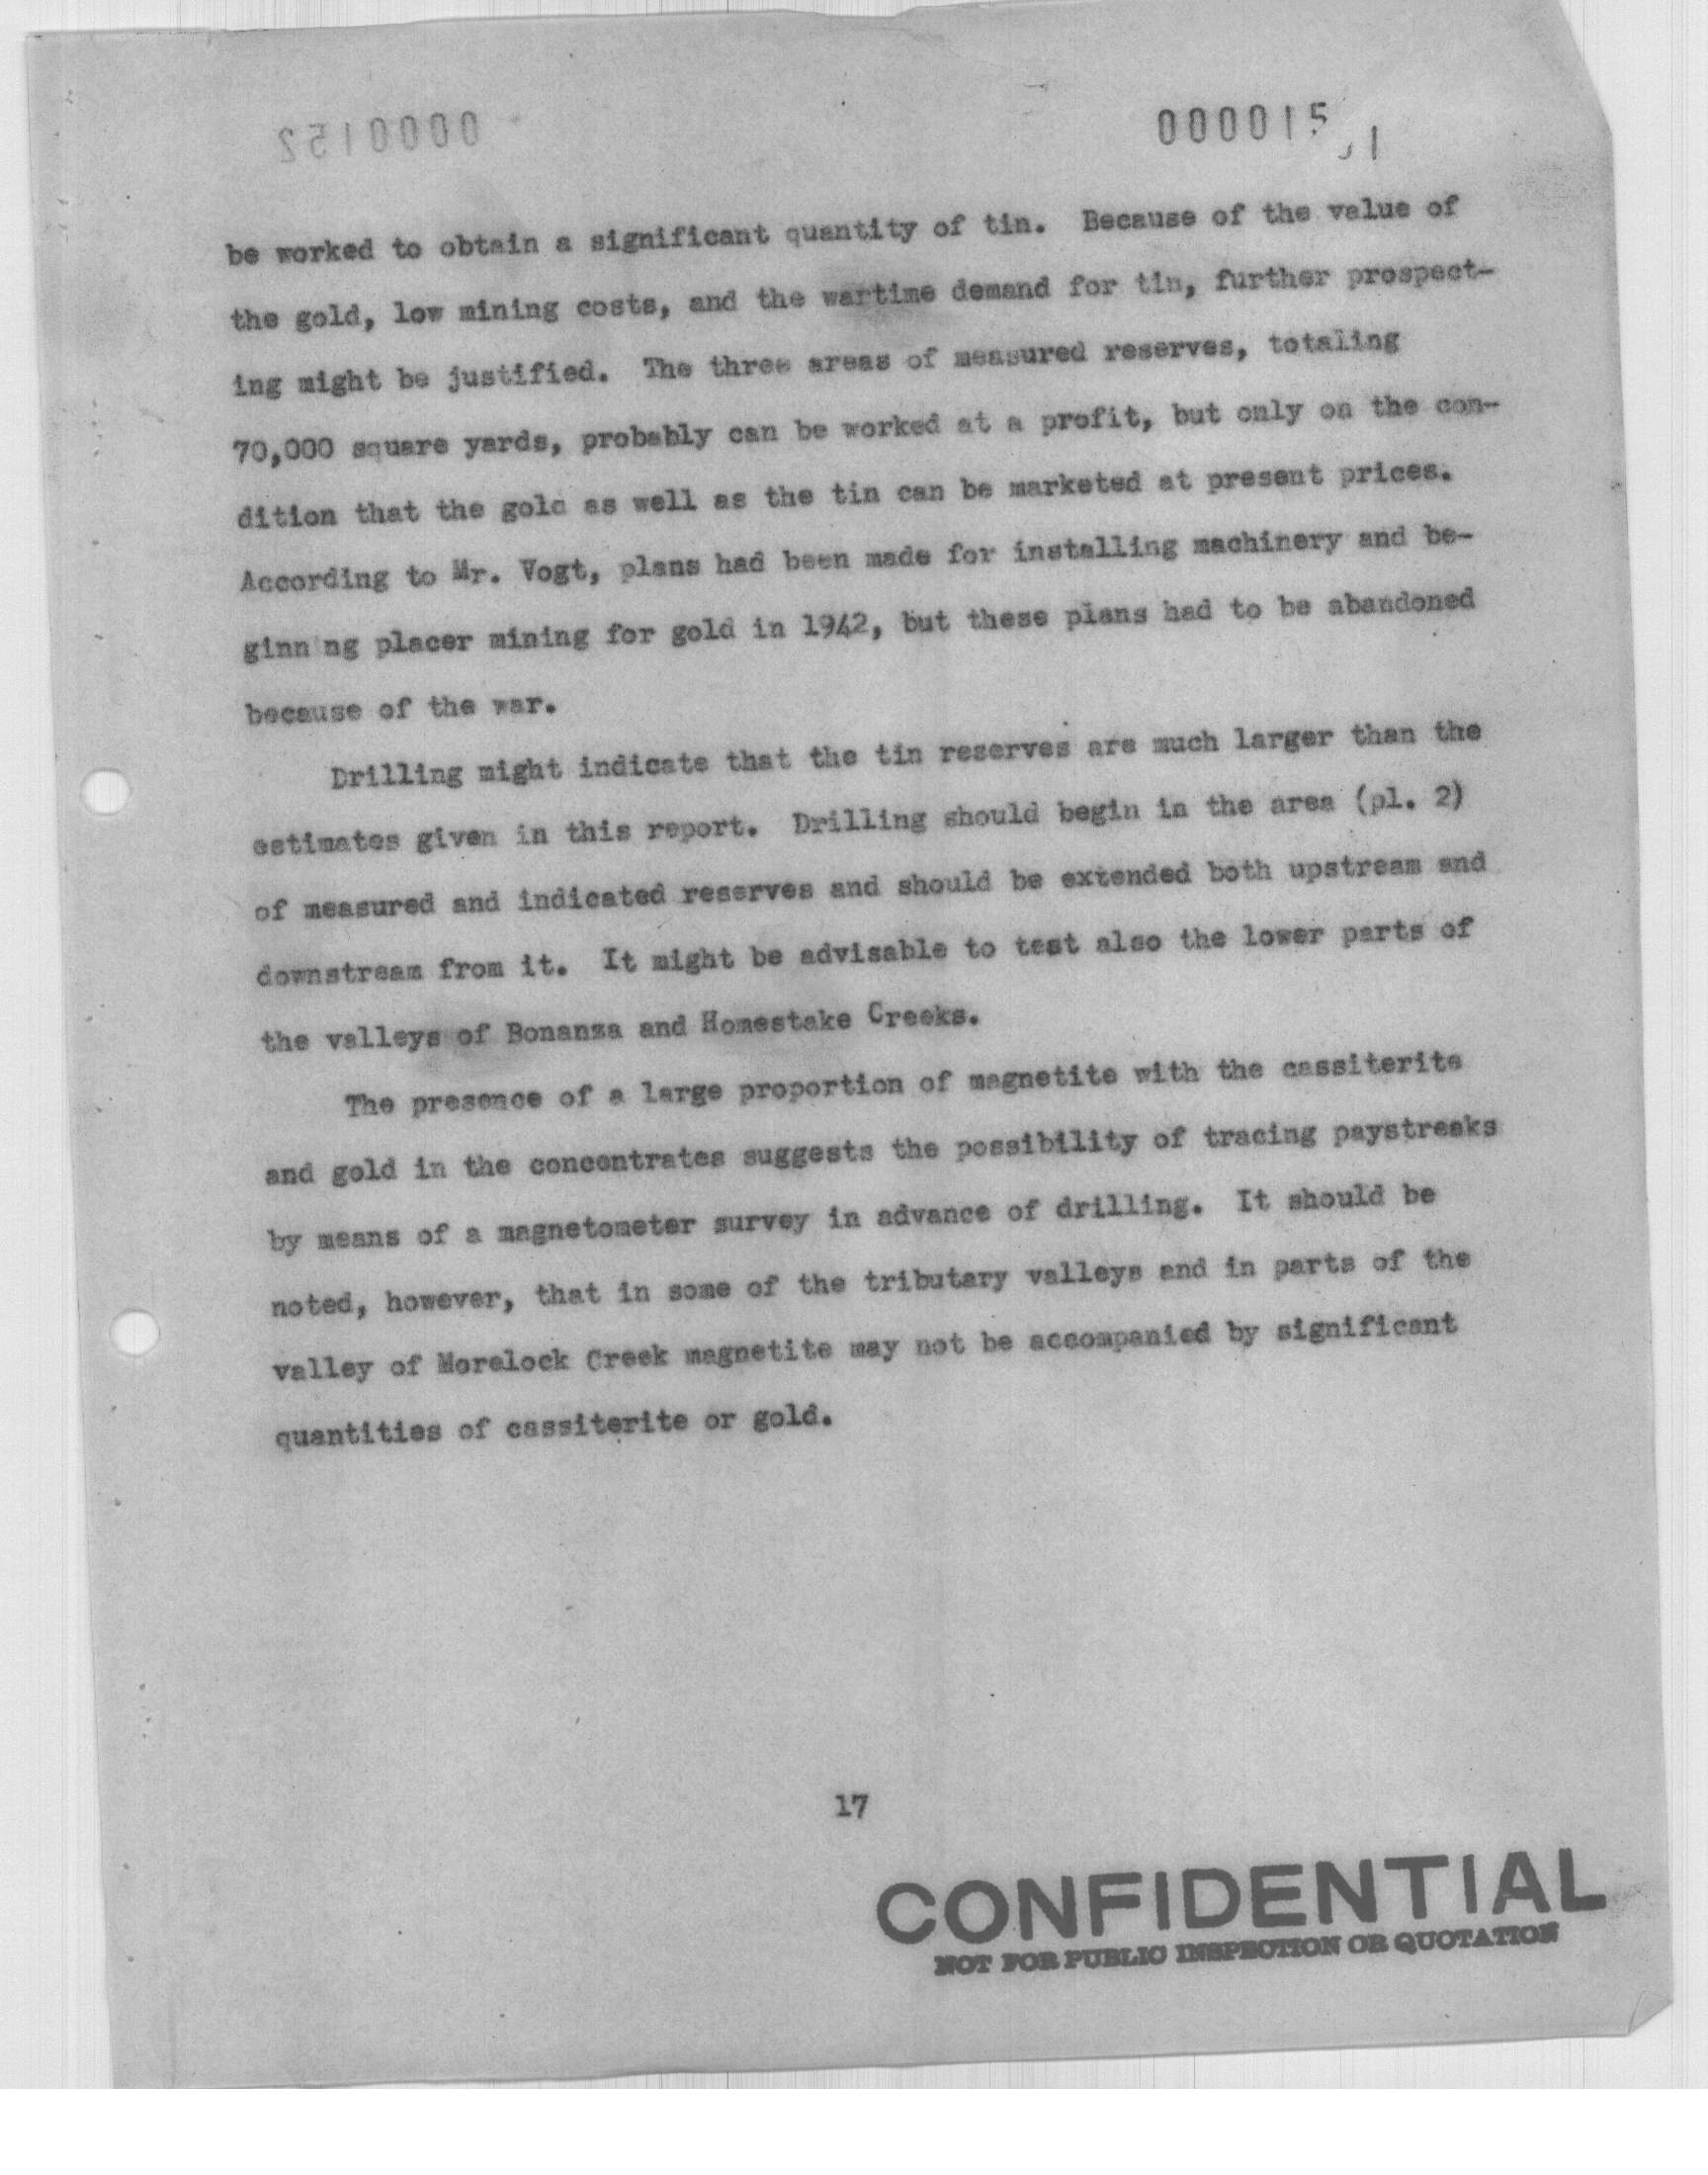 0000152
0000151
be worked to obtain a significant quantity of tin. Because of the value of
the gold, low mining costs, and the wartime demand for tin, further prospect-
ing might be justified. The three areas of measured reserves, totaling
70,000 square yards, probably can be worked at a profit, but only on the con-
dition that the gold as well as the tin can be marketed at present prices.
According to Mr. Vogt, plans had been made for installing machinery and be-
ginn ng placer mining for gold in 1942, but these plans had to be abandoned
because of the war.
Drilling might indicate that the tin reserves are much larger than the
estimates given in this report. Drilling should begin in the area (pl. 2)
of measured and indicated reserves and should be extended both upstream and
downstream from it. It might be advisable to test also the lower parts of
the valleys of Bonanza and Homestake Creeks.
The presence of a large proportion of magnetite with the cassiterite
and gold in the concentrates suggests the possibility of tracing paystreaks
by means of a magnetometer survey in advance of drilling. It should be
noted, however, that in some of the tributary valleys and in parts of the
valley of Morelock Creek magnetite may not be accompanied by significant
quantities of cassiterite or gold.
17
CONFIDENTIAL
NOT FOR PUBLIC INSPECTION OR QUOTATION